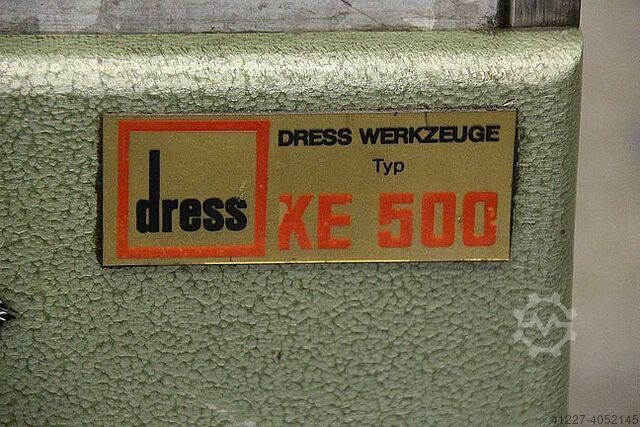 dress
DRESS WERKZEUGE
Typ
KE 500
41227-4052145